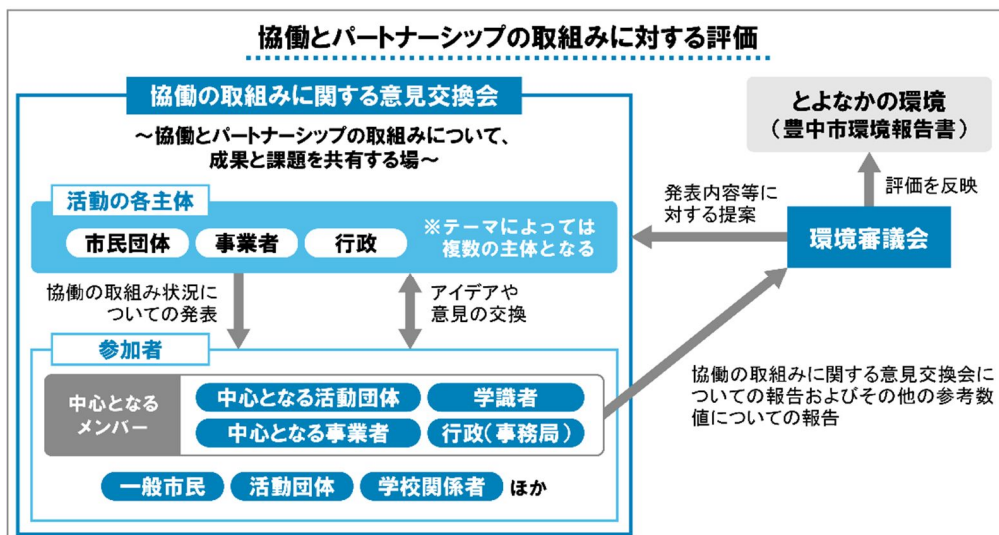 協働とパートナーシップの取組みに対する評価
協働の取組みに関する意見交換会
～協働とパートナーシップの取組みについて、
成果と課題を共有する場～
活動の各主体
市民団体
事業者
行政
※テーマによっては
複数の主体となる
協働の取組み状況に
ついての発表
アイデアや
意見の交換
参加者
中心となる
メンバー
中心となる活動団体
学識者
中心となる事業者
行政(事務局)
一般市民
活動団体
学校関係者
ほか
とよなかの環境
(豊中市環境報告書)
発表内容等に
対する提案
評価を反映
環境審議会
協働の取組みに関する意見交換会に
ついての報告およびその他の参考数
値についての報告